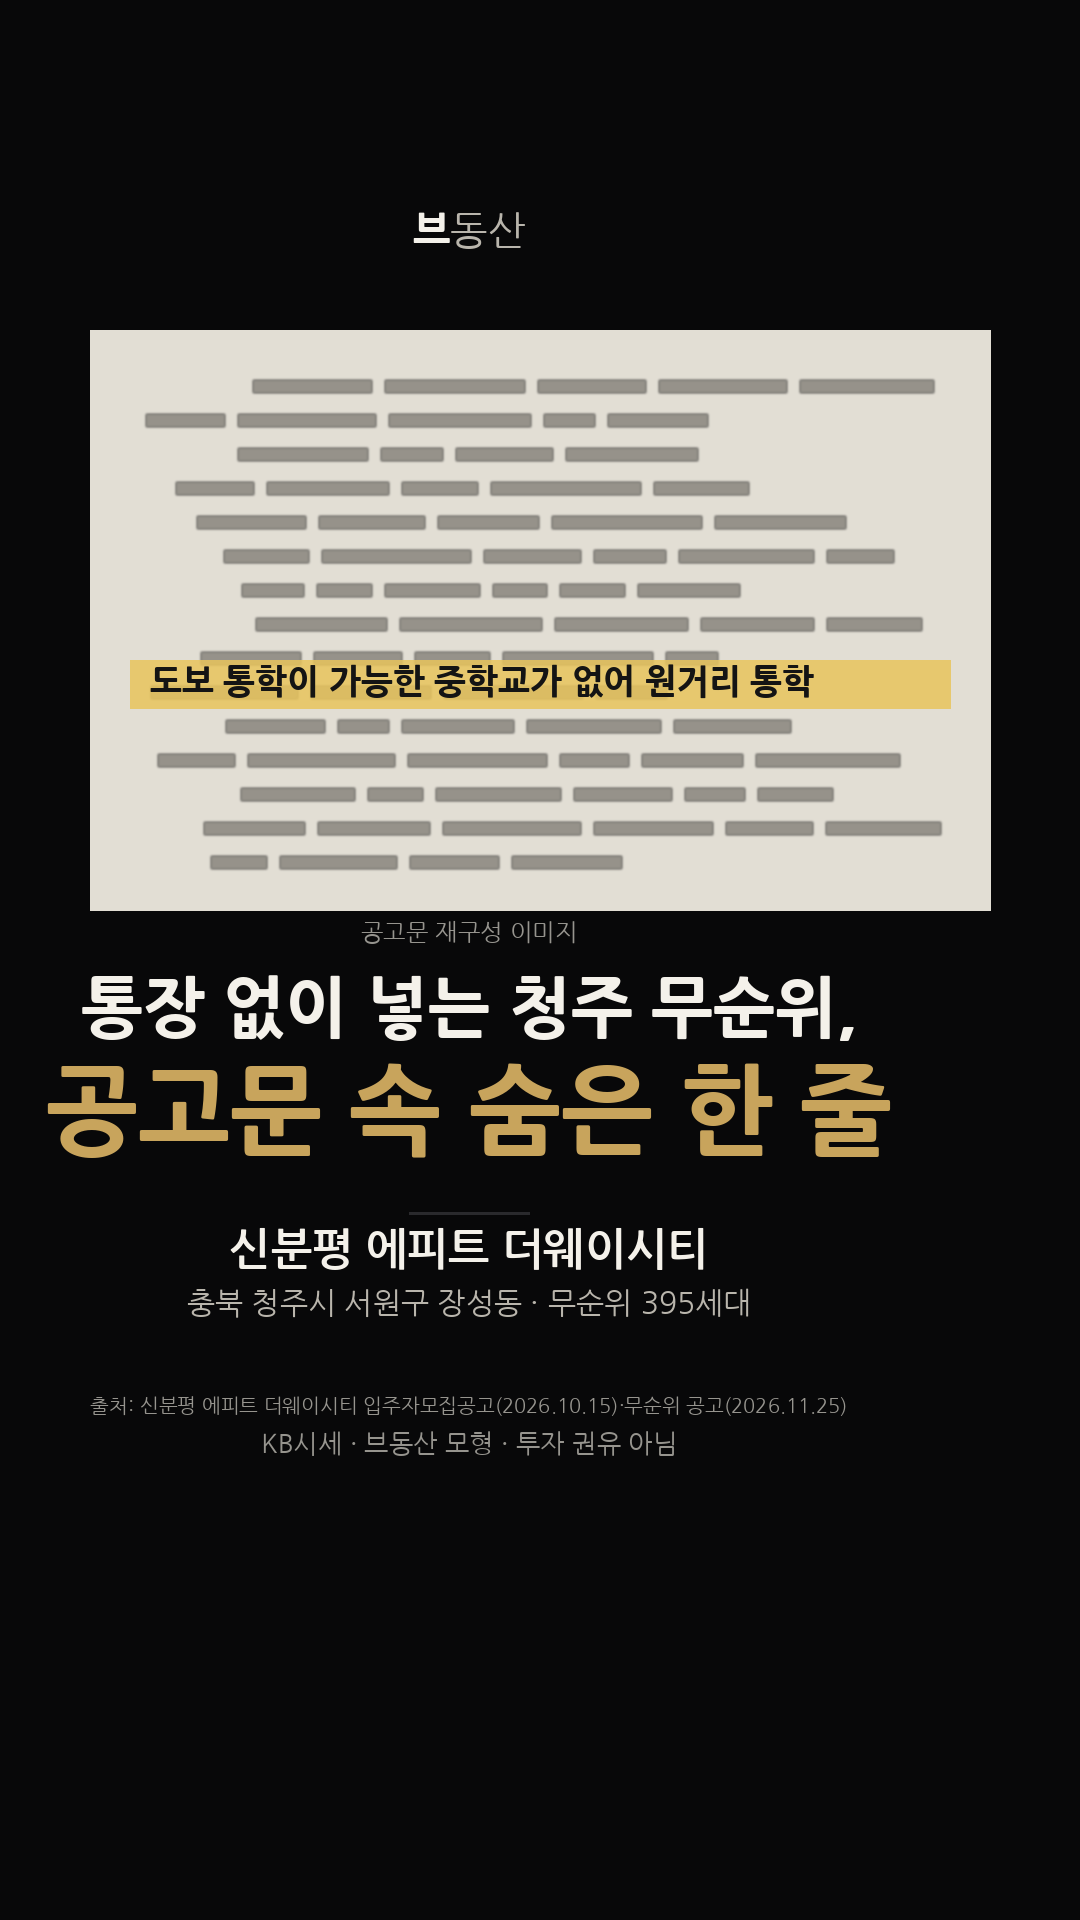 브동산
도보 통학이 가능한 중학교가 없어 원거리 통학
공고문 재구성 이미지
통장 없이 넣는 청주 무순위,
공고문 속 숨은 한 줄
신분평 에피트 더웨이시티
충북 청주시 서원구 장성동 · 무순위 395세대
출처: 신분평 에피트 더웨이시티 입주자모집공고(2026.10.15)·무순위 공고(2026.11.25)
KB시세 · 브동산 모형 · 투자 권유 아님